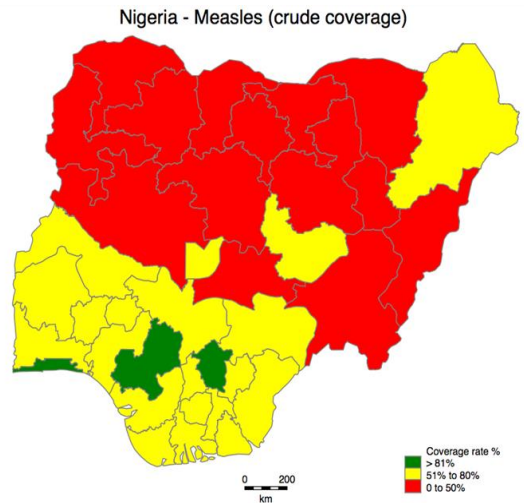 Nigeria - Measles (crude coverage)
Coverage rate %
> 81%
51% to 80%
0 to 50%
0 200
km